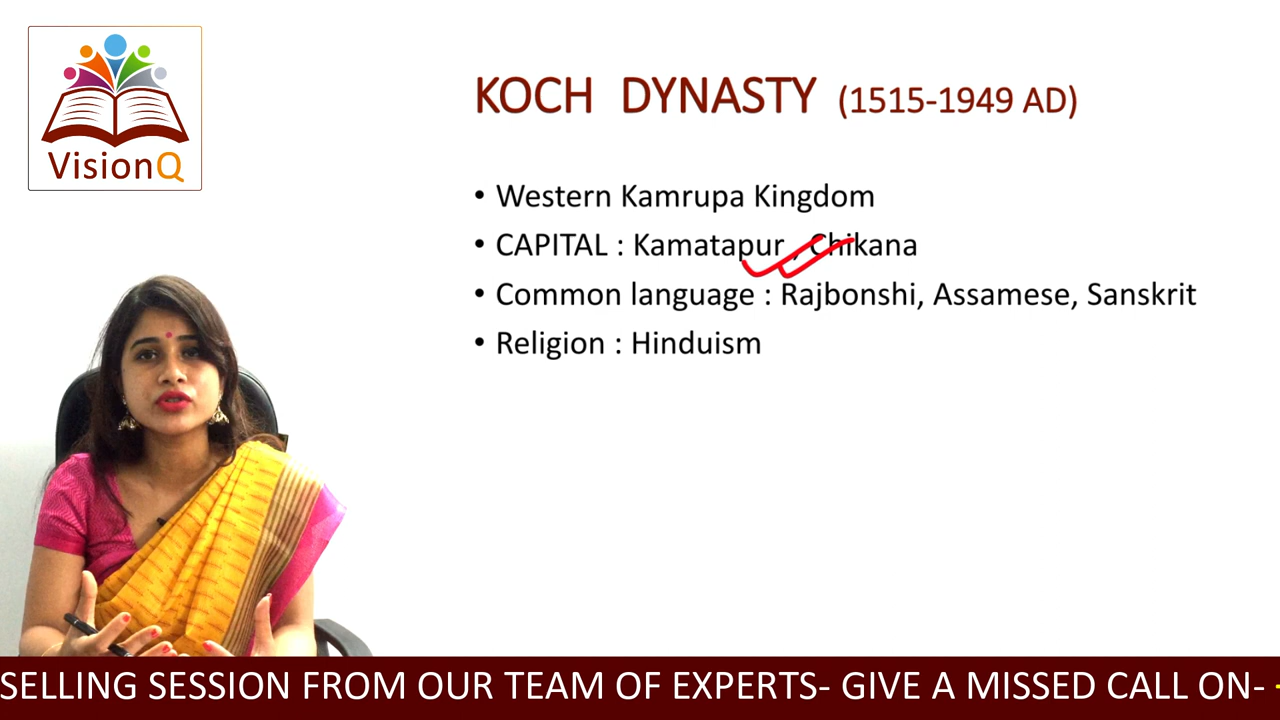 VisionQ
KOCH DYNASTY (1515-1949 AD)
• Western Kamrupa Kingdom
• CAPITAL : Kamatapur , Chikana
• Common language : Rajbonshi, Assamese, Sanskrit
• Religion : Hinduism
SELLING SESSION FROM OUR TEAM OF EXPERTS- GIVE A MISSED CALL ON-